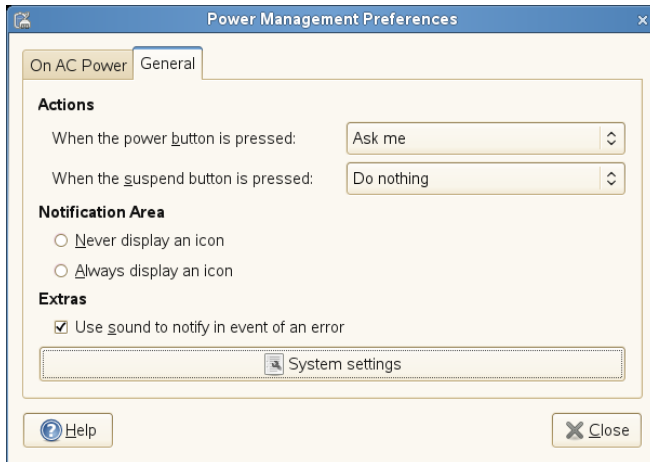 Power Management Preferences
On AC Power
General
Actions
When the power button is pressed:
Ask me
When the suspend button is pressed:
Do nothing
Notification Area
Never display an icon
Always display an icon
Extras
Use sound to notify in event of an error
System settings
Help
Close